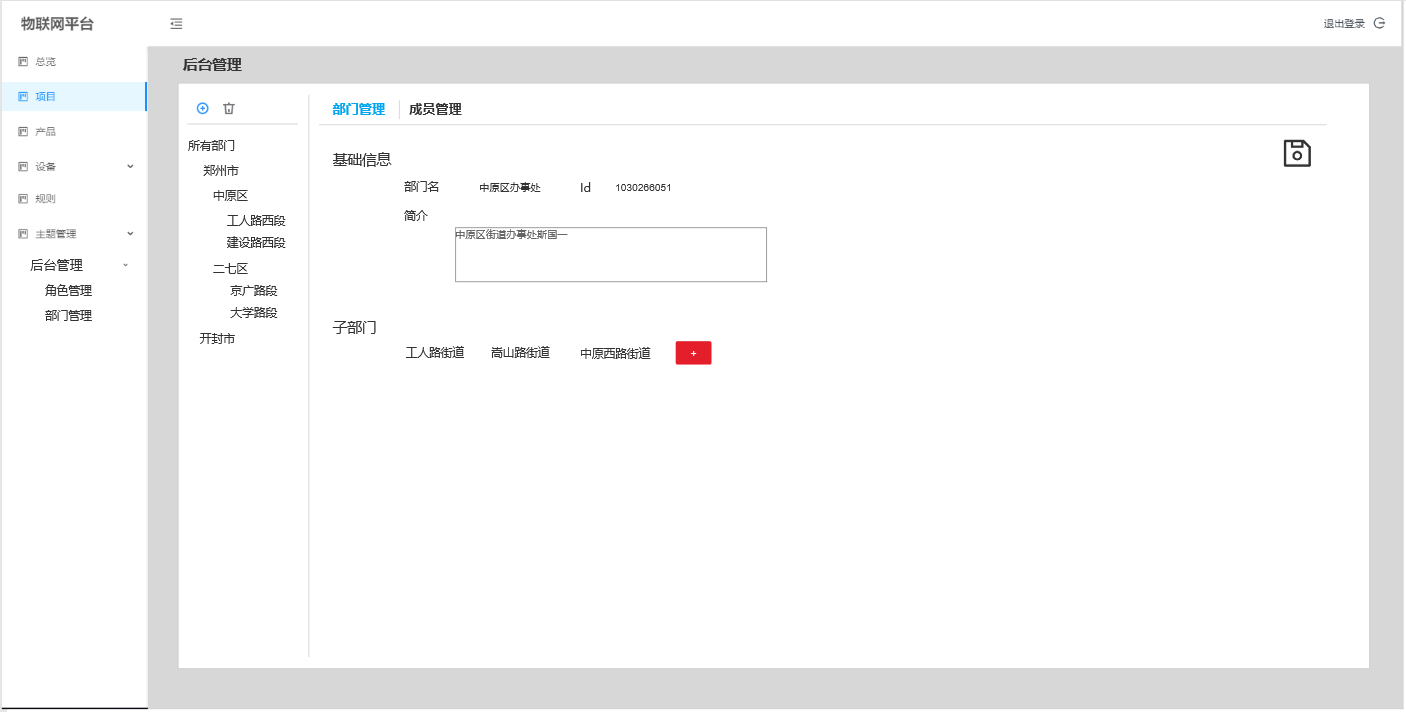 物联网平台
退出登录
总览
项目
产品
设备
规则
主题管理
后台管理
角色管理
部门管理
后台管理
所有部门
郑州市
中原区
工人路西段
建设路西段
二七区
京广路段
大学路段
开封市
部门管理 成员管理
基础信息
部门名 中原区办事处 Id 1030266051
简介
中原区街道办事处斯国一
子部门
工人路街道 嵩山路街道 中原西路街道 +